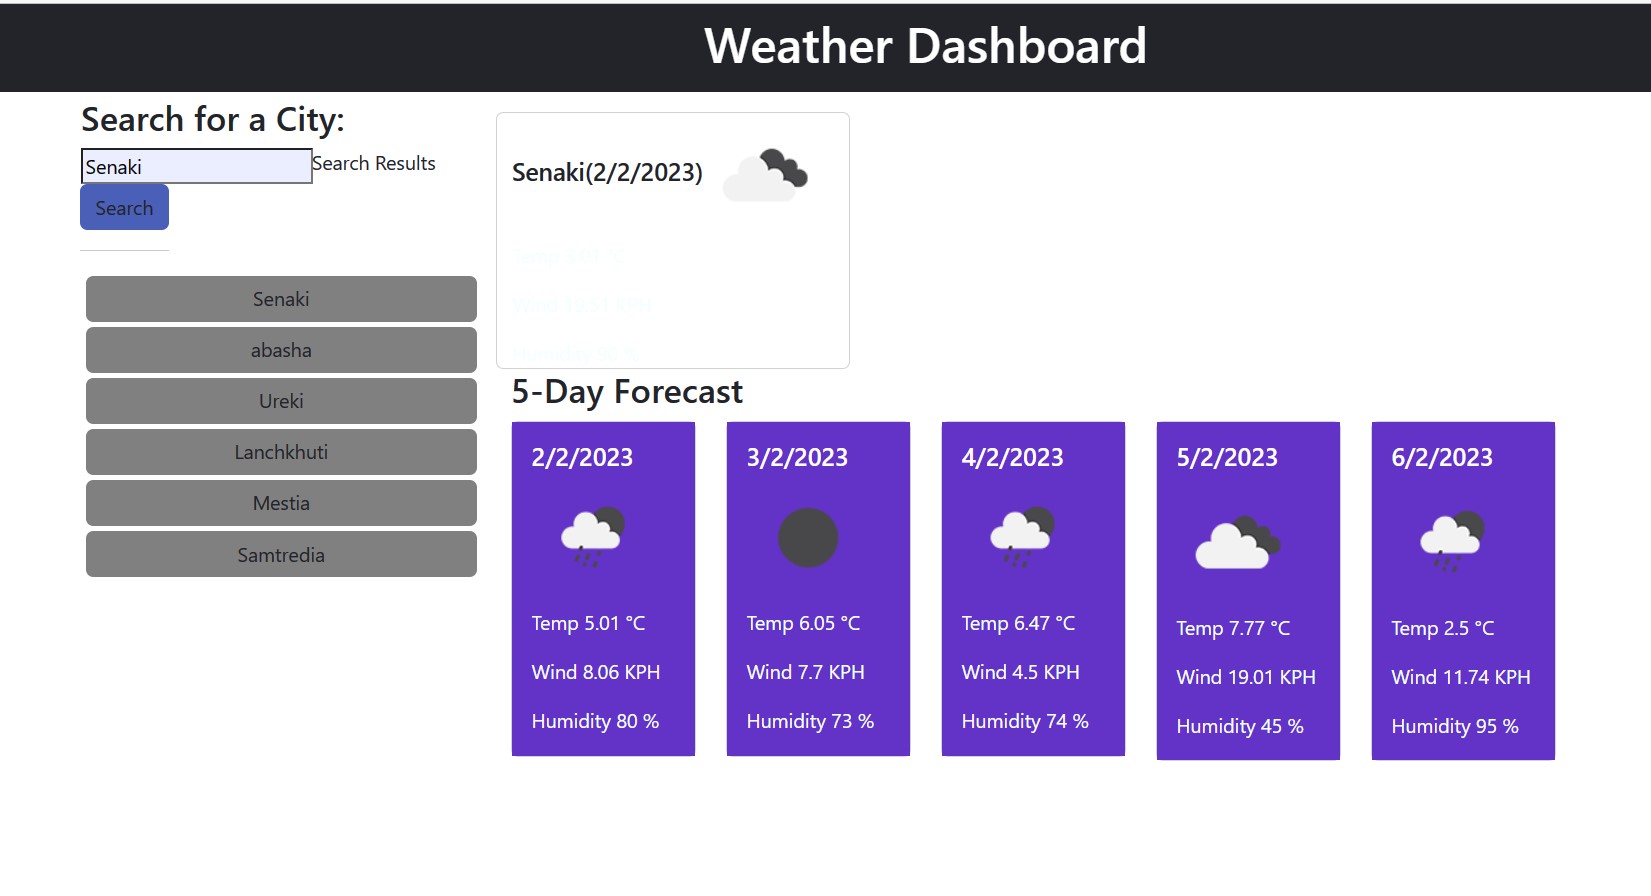 Weather Dashboard
Search for a City:
Senaki
Search Results
Search
Senaki
abasha
Ureki
Lanchkhuti
Mestia
Samtredia
Senaki(2/2/2023)
Temp °C
Wind KPH
Humidity %
5-Day Forecast
2/2/2023
Temp 5.01 °C
Wind 8.06 KPH
Humidity 80 %
3/2/2023
Temp 6.05 °C
Wind 7.7 KPH
Humidity 73 %
4/2/2023
Temp 6.47 °C
Wind 4.5 KPH
Humidity 74 %
5/2/2023
Temp 7.77 °C
Wind 19.01 KPH
Humidity 45 %
6/2/2023
Temp 2.5 °C
Wind 11.74 KPH
Humidity 95 %